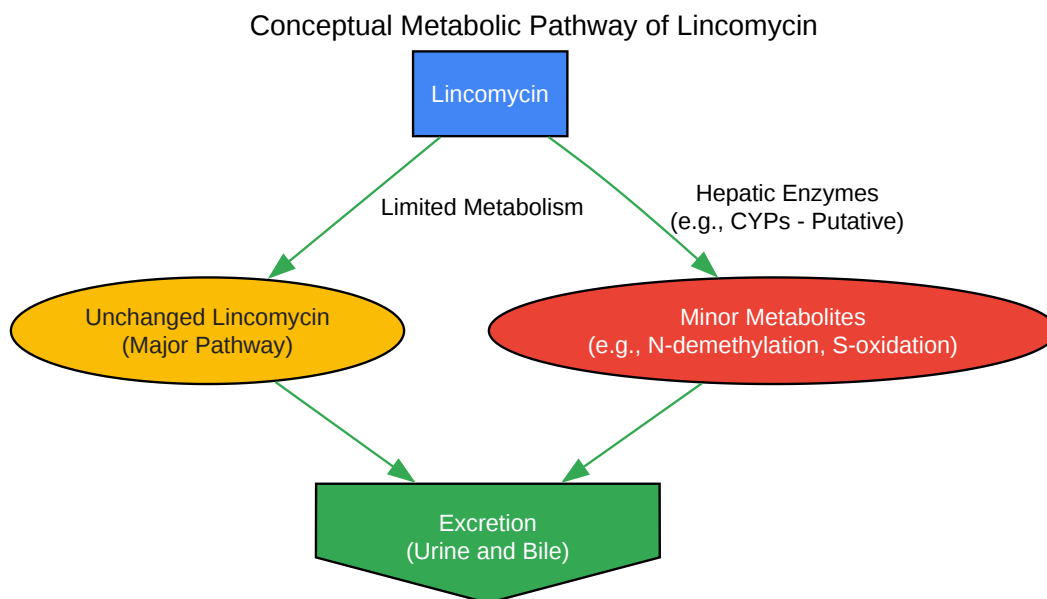 Conceptual Metabolic Pathway of Lincomycin
Lincomycin
Limited Metabolism
Hepatic Enzymes
(e.g., CYPs - Putative)
Unchanged Lincomycin
(Major Pathway)
Minor Metabolites
(e.g., N-demethylation, S-oxidation)
Excretion
(Urine and Bile)